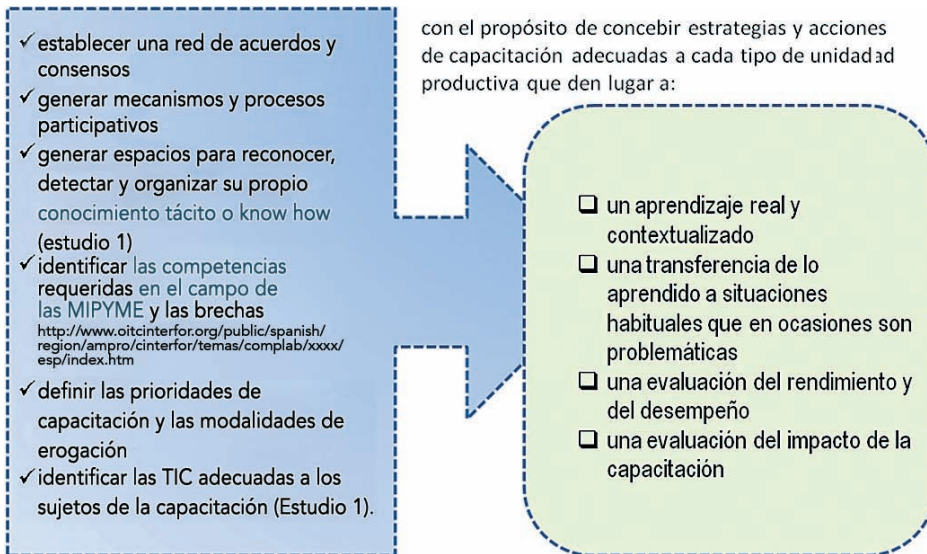 ✓ establecer una red de acuerdos y
consensos
✓ generar mecanismos y procesos
participativos
✓ generar espacios para reconocer,
detectar y organizar su propio
conocimiento tácito o know how
(estudio 1)
✓ identificar las competencias
requeridas en el campo de
las MIPYME y las brechas
http://www.oitcinterfor.org/public/spanish/
region/ampro/cinterfor/temas/complab/xxxx/
esp/index.htm
✓ definir las prioridades de
capacitación y las modalidades de
erogación
✓ identificar las TIC adecuadas a los
sujetos de la capacitación (Estudio 1).
con el propósito de concebir estrategias y acciones
de capacitación adecuadas a cada tipo de unidad
productiva que den lugar a:
❑ un aprendizaje real y
contextualizado
❑ una transferencia de lo
aprendido a situaciones
habituales que en ocasiones son
problemáticas
❑ una evaluación del rendimiento y
del desempeño
❑ una evaluación del impacto de la
capacitación